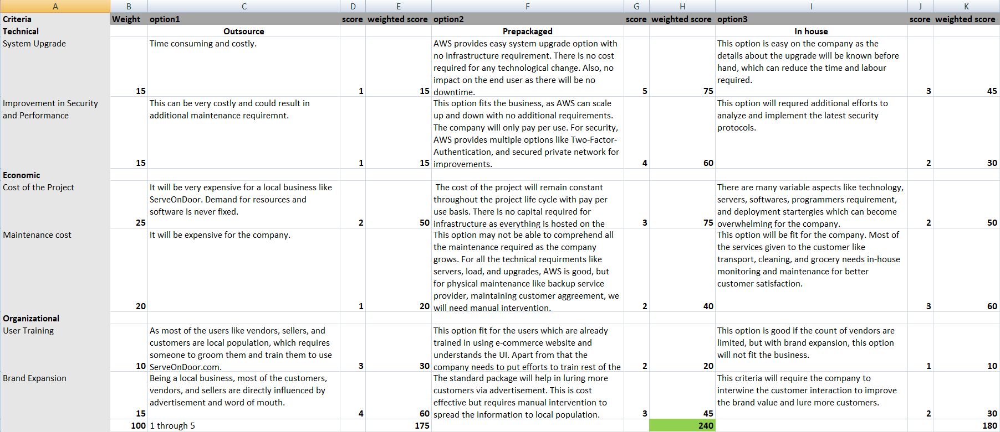 A B C D E F G H I J K
Criteria Weight option1 score weighted score option2 score weighted score option3 score weighted score
Technical Outsource Prepackaged In house
System Upgrade
15
Time consuming and costly.
1 15
AWS provides easy system upgrade option with
no infrastructure requirement. There is no cost
required for any technological change. Also, no
impact on the end user as there will be no
downtime.
5 75
This option is easy on the company as the
details about the upgrade will be known before
hand, which can reduce the time and labour
required.
3 45
Improvement in Security
and Performance
15
This can be very costly and could result in
additional maintenance requiremnt.
1 15
This option fits the business, as AWS can scale
up and down with no additional requirements.
The company will only pay per use. For security,
AWS provides multiple options like Two-Factor-
Authentication, and secured private network for
improvements.
4 60
This option will requred additional efforts to
analyze and implement the latest security
protocols.
2 30
Economic
Cost of the Project
25
It will be very expensive for a local business like
ServeOnDoor. Demand for resources and
software is never fixed.
2 50
The cost of the project will remain constant
throughout the project life cycle with pay per
use basis. There is no capital required for
infrastructure as everything is hosted on the
3 75
There are many variable aspects like technology,
servers, softwares, programmers requirement,
and deployment startergies which can become
overwhelming for the company.
2 50
Maintenance cost
20
It will be expensive for the company.
1 20
This option may not be able to comprehend all
the maintenance required as the company
grows. For all the technical requirments like
servers, load, and upgrades, AWS is good, but
for physical maintenance like backup service
provider, maintaining customer aggreement, we
will need manual intervention.
2 40
This option will be fit for the company. Most of
the services given to the customer like
transport, cleaning, and grocery needs in-house
monitoring and maintenance for better
customer satisfaction.
3 60
Organizational
User Training
10
As most of the users like vendors, sellers, and
customers are local population, which requires
someone to groom them and train them to use
ServeOnDoor.com.
3 30
This option fit for the users which are already
trained in using e-commerce website and
understands the UI. Apart from that the
company needs to put efforts to train rest of the
2 20
This option is good if the count of vendors are
limited, but with brand expansion, this option
will not fit the business.
1 10
Brand Expansion
15
Being a local business, most of the customers,
vendors, and sellers are directly influenced by
advertisement and word of mouth.
4 60
The standard package will help in luring more
customers via advertisement. This is cost
effective but requires manual intervention to
spread the information to local population.
3 45
This criteria will require the company to
interwine the customer interaction to improve
the brand value and lure more customers.
2 30
100 1 through 5 175 240 180